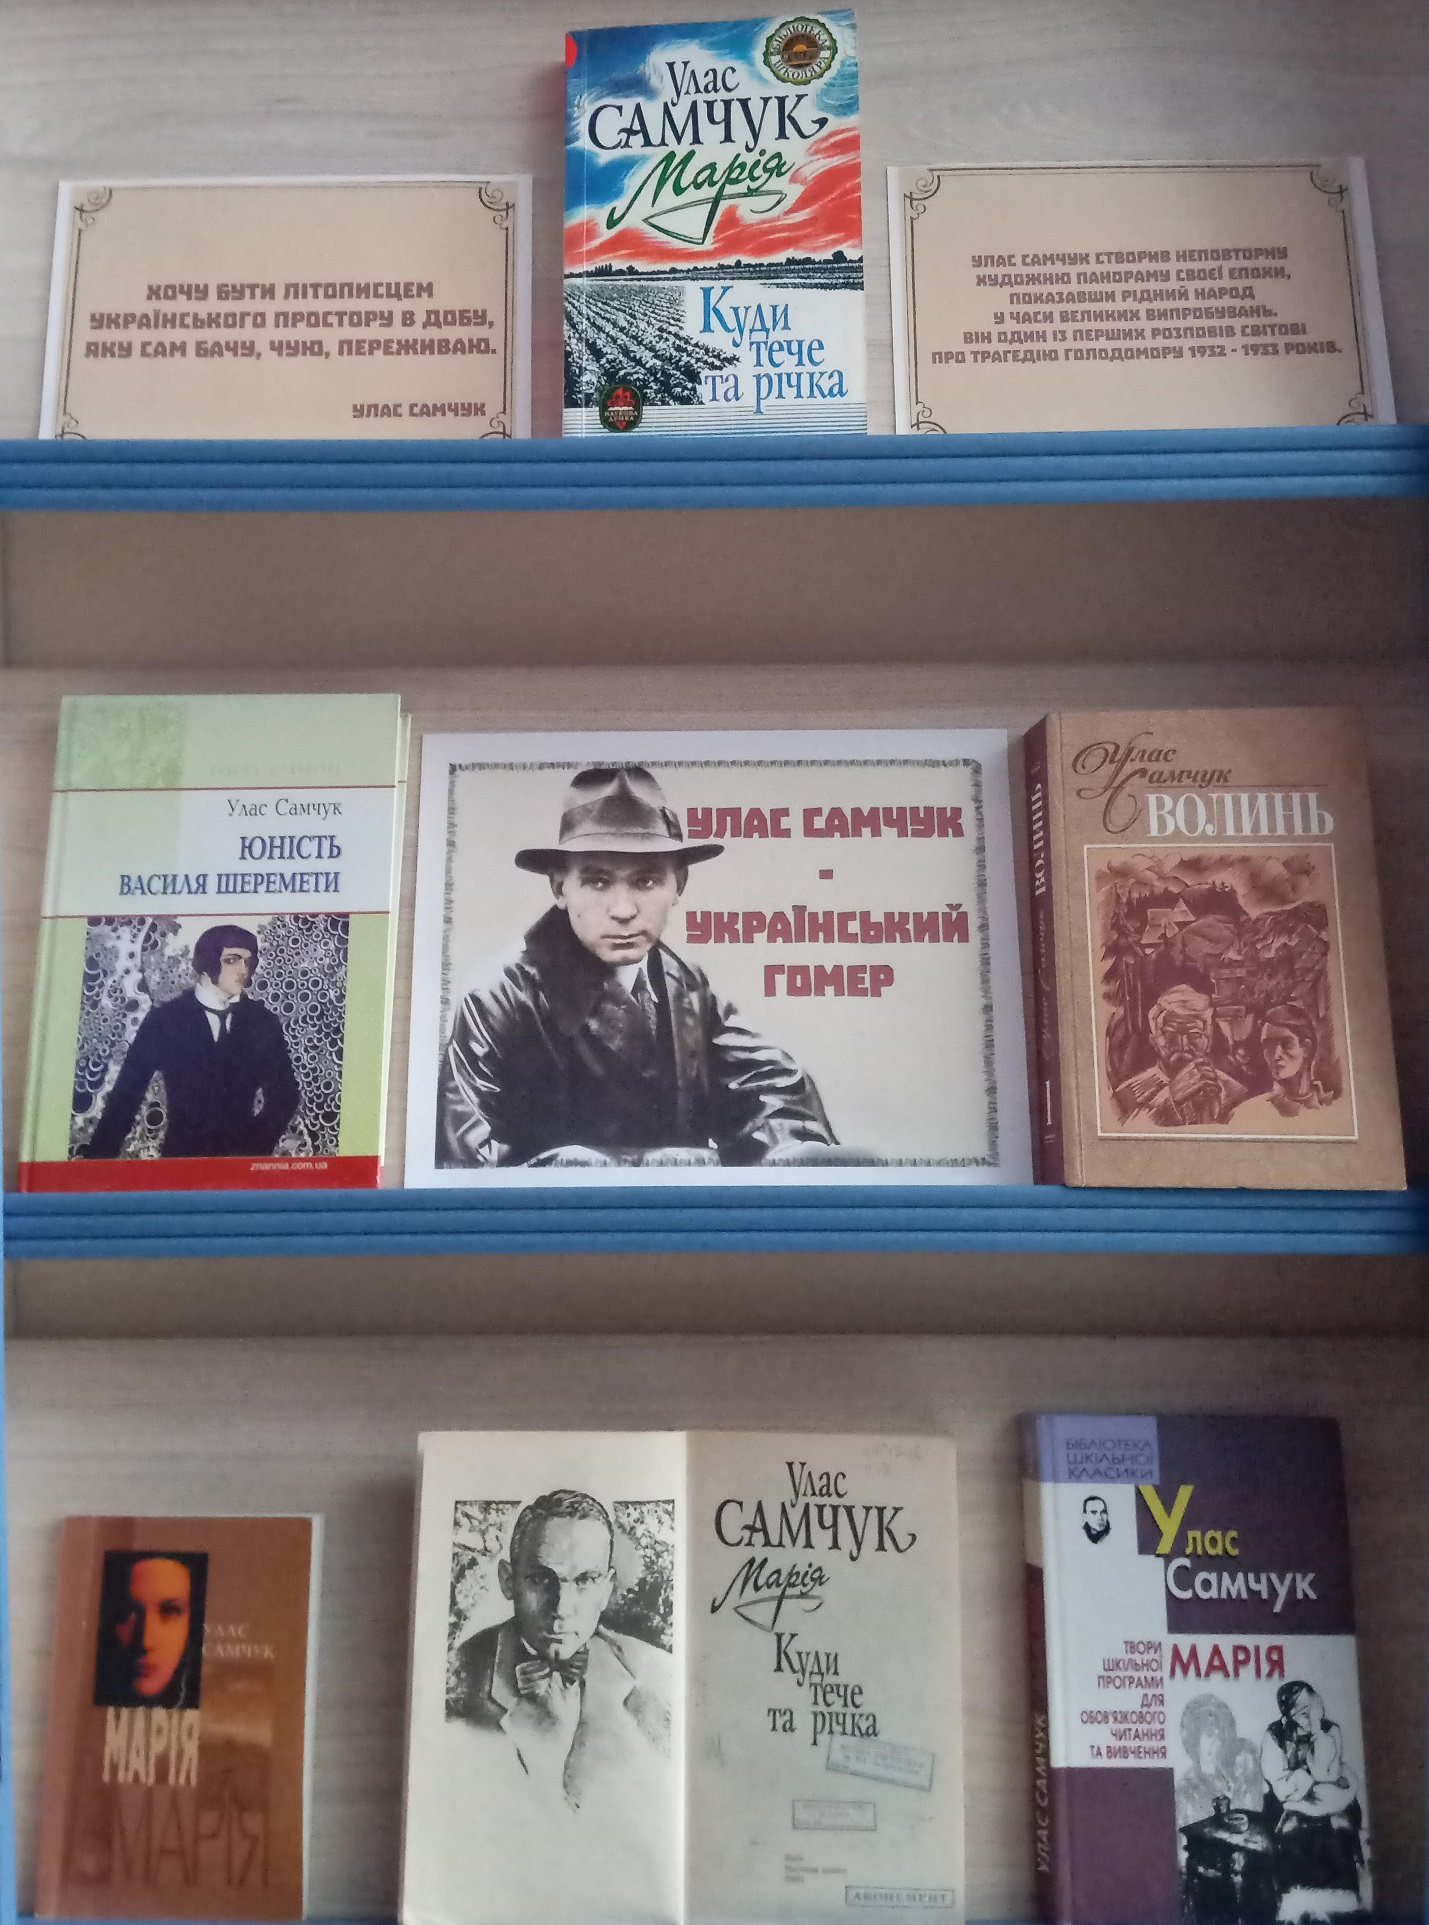 Улас
САМЧУК
Марія
Куди
тече
та річка
БІБЛІОТЕКА
ШКОЛЯРА
НАУКОВА
ДУМКА
ХОЧУ БУТИ ЛІТОПИСЦЕМ
УКРАЇНСЬКОГО ПРОСТОРУ В ДОБУ,
ЯКУ САМ БАЧУ, ЧУЮ, ПЕРЕЖИВАЮ.
УЛАС САМЧУК
УЛАС САМЧУК СТВОРИВ НЕПОВТОРНУ
ХУДОЖНЮ ПАНОРАМУ СВОЄЇ ЕПОХИ,
ПОКАЗАВШИ РІДНИЙ НАРОД
У ЧАСИ ВЕЛИКИХ ВИПРОБУВАНЬ.
ВІН ОДИН ІЗ ПЕРШИХ РОЗПОВІВ СВІТОВІ
ПРО ТРАГЕДІЮ ГОЛОДОМОРУ 1932 - 1933 РОКІВ.
Улас Самчук
ЮНІСТЬ
ВАСИЛЯ ШЕРЕМЕТИ
znannia.com.ua
УЛАС САМЧУК
-
УКРАЇНСЬКИЙ
ГОМЕР
ВОЛИНЬ
I
Улас
Самчук
ВОЛИНЬ
УЛАС
САМЧУК
МАРІЯ
МАРІЯ
Улас
САМЧУК
Марія
Куди
тече
та річка
АБОНЕМЕНТ
УЛАС САМЧУК
БІБЛІОТЕКА
ШКІЛЬНОЇ
КЛАСИКИ
Улас
Самчук
МАРІЯ
ТВОРИ
ШКІЛЬНОЇ
ПРОГРАМИ
ДЛЯ
ОБОВ'ЯЗКОВОГО
ЧИТАННЯ
ТА ВИВЧЕННЯ